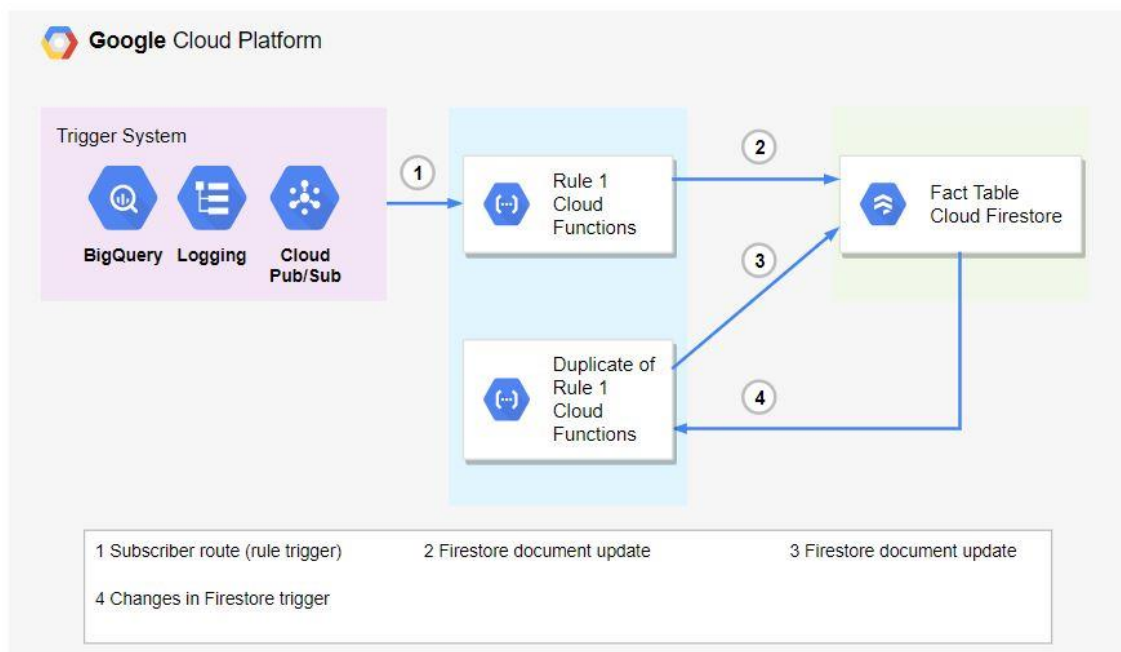 Google Cloud Platform
Trigger System
BigQuery
Logging
Cloud
Pub/Sub
1
Rule 1
Cloud
Functions
2
Fact Table
Cloud Firestore
3
Duplicate of
Rule 1
Cloud
Functions
4
1 Subscriber route (rule trigger)
2 Firestore document update
3 Firestore document update
4 Changes in Firestore trigger